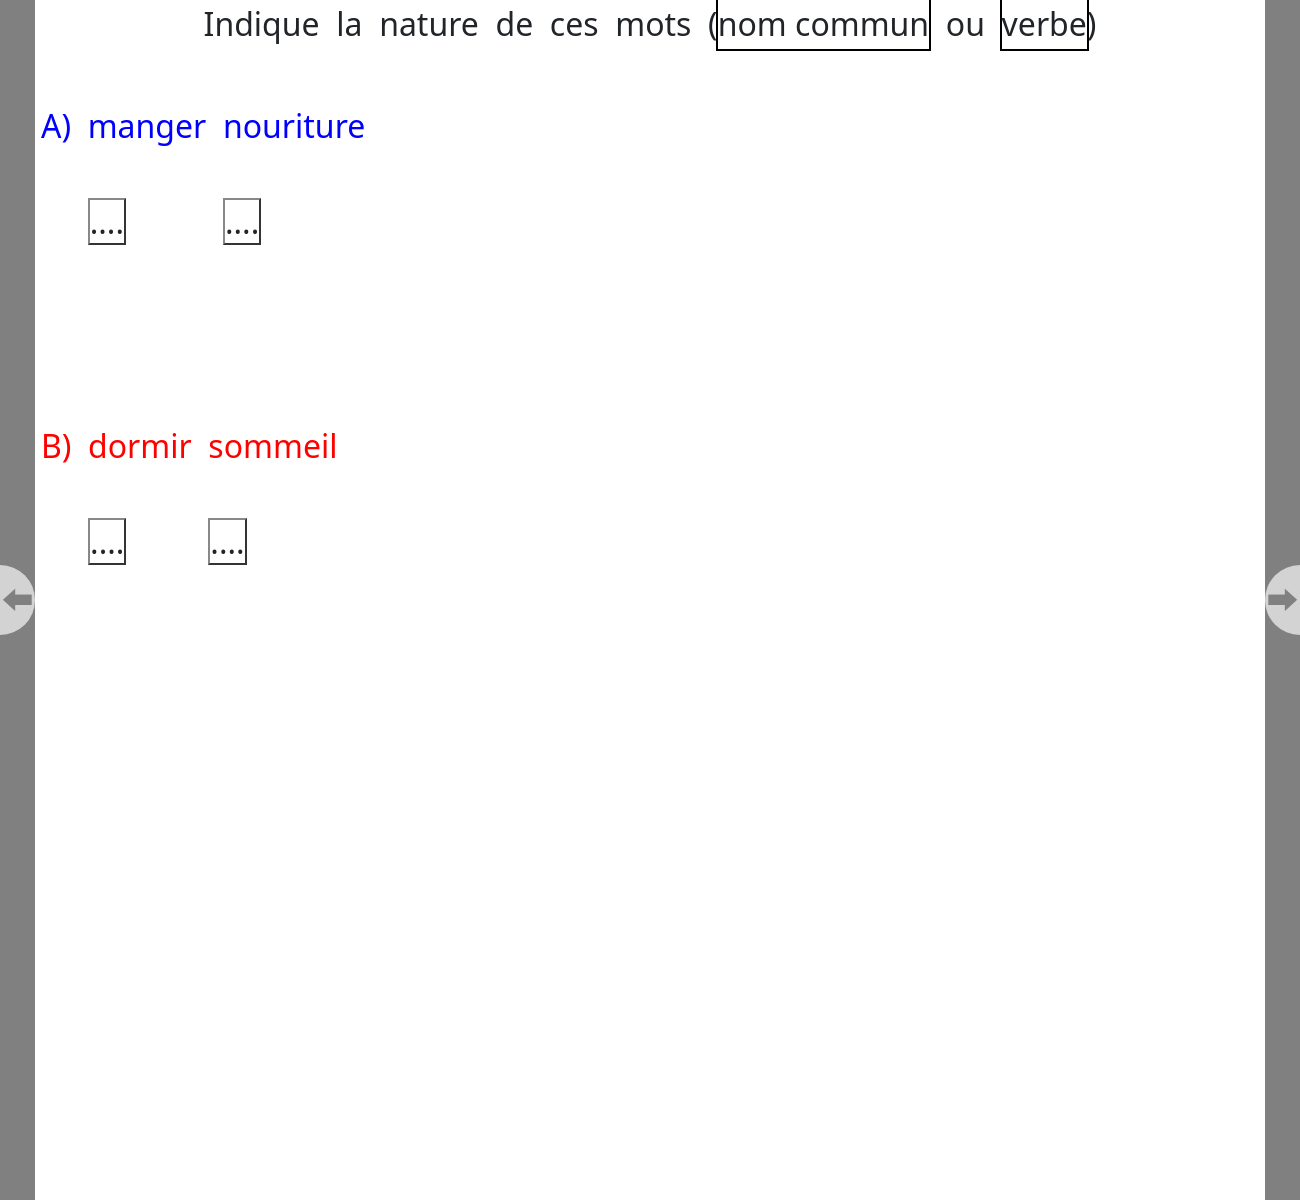 Indique la nature de ces mots (nom commun ou verbe)
A) manger nouriture
.... ....
B) dormir sommeil
.... ....